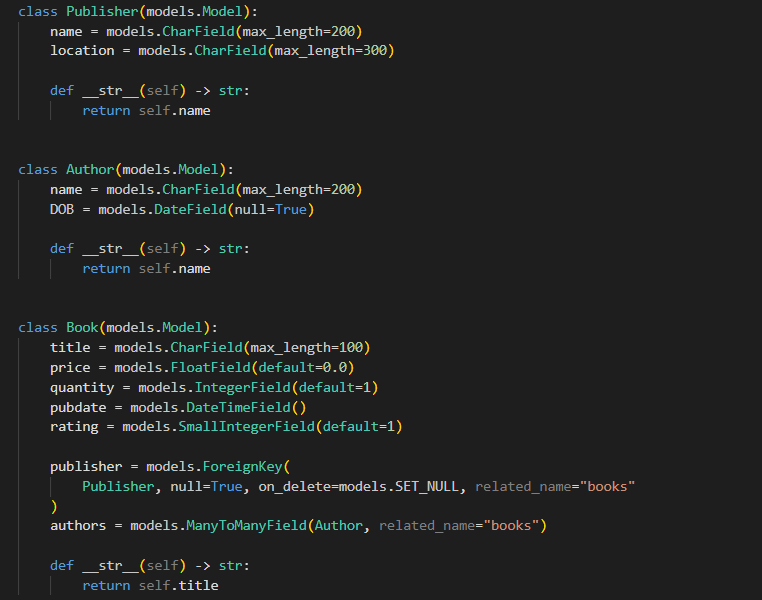 class Publisher(models.Model):
    name = models.CharField(max_length=200)
    location = models.CharField(max_length=300)

    def __str__(self) -> str:
        return self.name


class Author(models.Model):
    name = models.CharField(max_length=200)
    DOB = models.DateField(null=True)

    def __str__(self) -> str:
        return self.name


class Book(models.Model):
    title = models.CharField(max_length=100)
    price = models.FloatField(default=0.0)
    quantity = models.IntegerField(default=1)
    pubdate = models.DateTimeField()
    rating = models.SmallIntegerField(default=1)

    publisher = models.ForeignKey(
        Publisher, null=True, on_delete=models.SET_NULL, related_name="books"
    )
    authors = models.ManyToManyField(Author, related_name="books")

    def __str__(self) -> str:
        return self.title